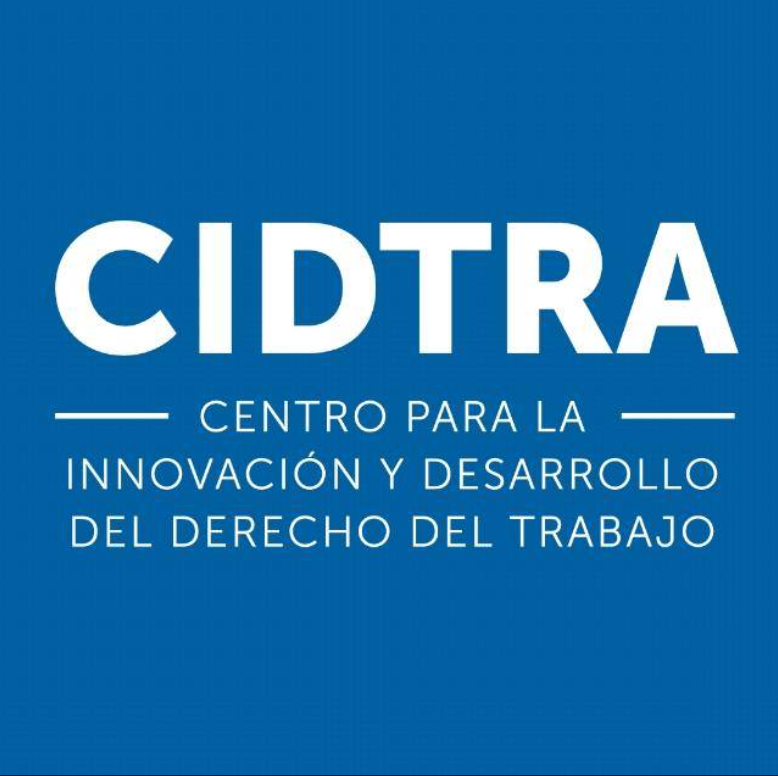 CIDTRA
CENTRO PARA LA
INNOVACIÓN Y DESARROLLO
DEL DERECHO DEL TRABAJO